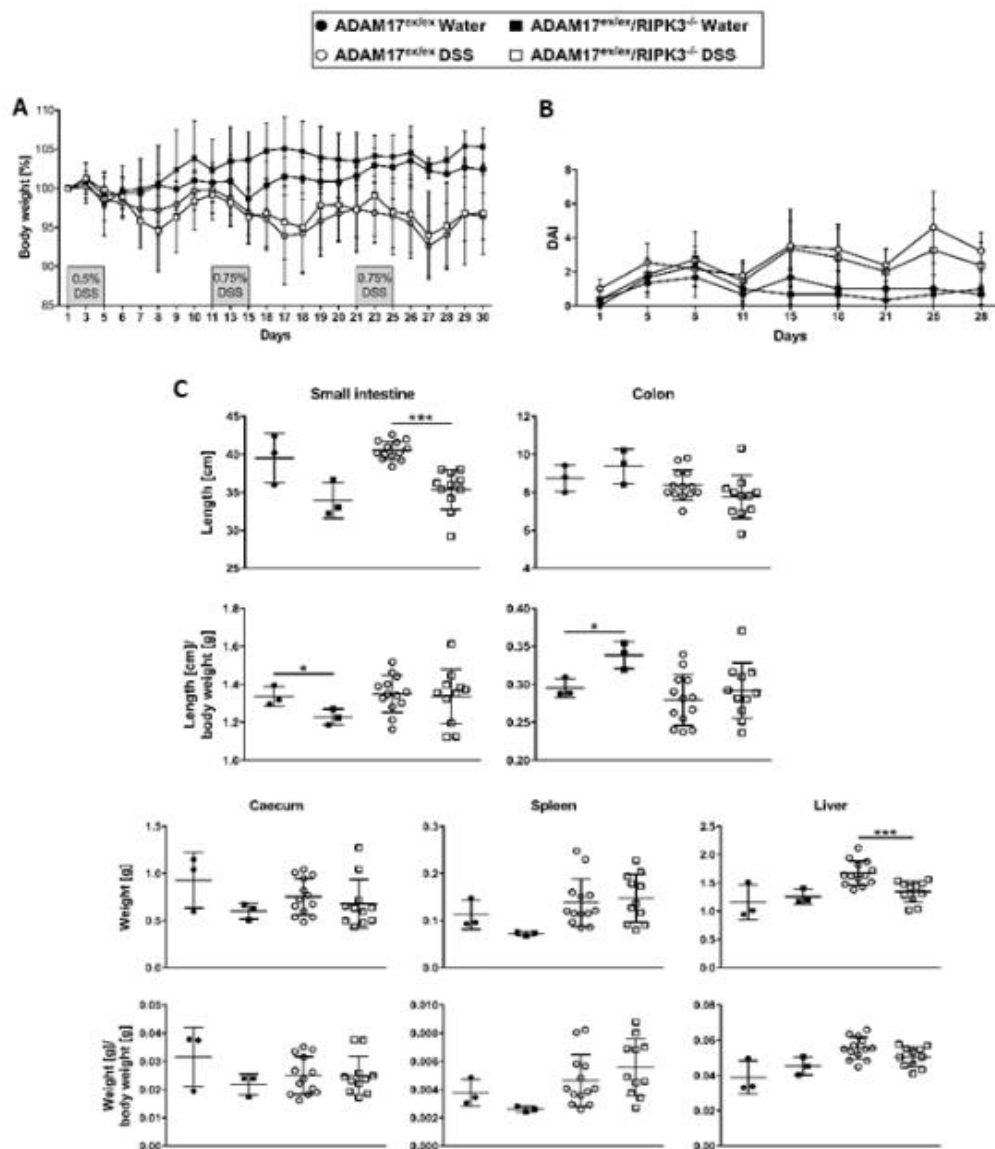 ADAM17ex/ex Water ADAM17ex/ex/RIPK3-/- Water
ADAM17ex/ex DSS ADAM17ex/ex/RIPK3-/- DSS
A
B
Body weight [%]
110
105
100
95
90
85
0.5%
DSS
0.75%
DSS
0.75%
DSS
1 3 5 6 7 8 9 10 11 13 15 16 17 18 19 20 21 23 25 26 27 28 29 30
Days
DAI
8
6
4
2
0
1 5 8 11 15 18 21 25 28
Days
C
Small intestine
Colon
Length [cm]
45
40
35
30
25
***
12
10
8
6
4
Length [cm]/
body weight [g]
1.8
1.6
1.4
1.2
1.0
*
0.40
0.35
0.30
0.25
0.20
*
Caecum
Spleen
Liver
Weight [g]
1.5
1.0
0.5
0.0
0.3
0.2
0.1
0.0
2.5
2.0
1.5
1.0
0.5
0.0
***
Weight [g]/
body weight [g]
0.05
0.04
0.03
0.02
0.01
0.00
0.010
0.008
0.006
0.004
0.002
0.000
0.08
0.06
0.04
0.02
0.00